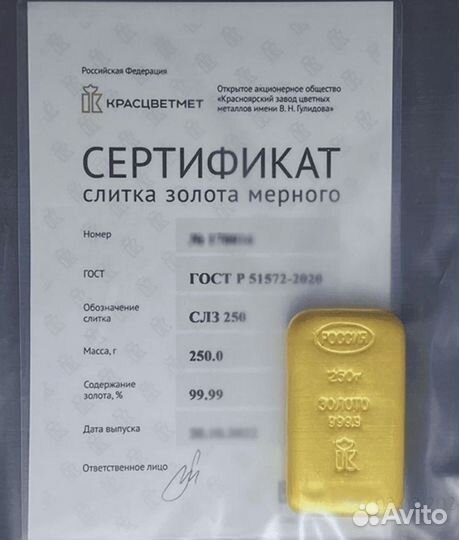 Российская Федерация
КРАСЦВЕТМЕТ
Открытое акционерное общество
«Красноярский завод цветных
металлов имени В. Н. Гулидова»
СЕРТИФИКАТ
слитка золота мерного
Номер
ГОСТ
ГОСТ Р 51572-2020
Обозначение
слитка
СЛЗ 250
Масса, г
250.0
Содержание
золота, %
99.99
Дата выпуска
Ответственное лицо
РОССИЯ
250г
ЗОЛОТО
999,9
Avito